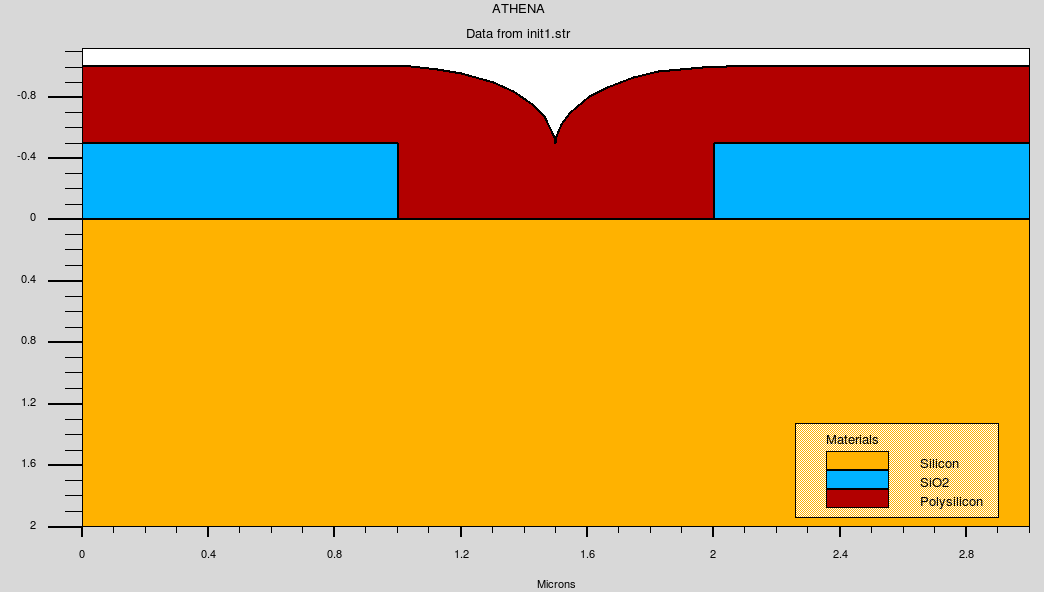 ATHENA
Data from init1.str
-0.8
-0.4
0
0.4
0.8
1.2
1.6
2
Materials
Silicon
SiO2
Polysilicon
0 0.4 0.8 1.2 1.6 2 2.4 2.8
Microns